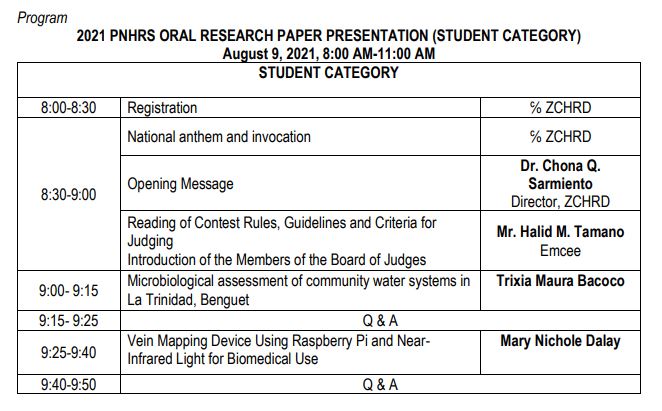 Program
2021 PNHRS ORAL RESEARCH PAPER PRESENTATION (STUDENT CATEGORY)
August 9, 2021, 8:00 AM-11:00 AM
STUDENT CATEGORY
8:00-8:30 Registration ℅ ZCHRD
8:30-9:00
National anthem and invocation ℅ ZCHRD
Opening Message
Dr. Chona Q.
Sarmiento
Director, ZCHRD
Reading of Contest Rules, Guidelines and Criteria for
Judging
Introduction of the Members of the Board of Judges
Mr. Halid M. Tamano
Emcee
9:00- 9:15
Microbiological assessment of community water systems in
La Trinidad, Benguet
Trixia Maura Bacoco
9:15- 9:25 Q & A
9:25-9:40
Vein Mapping Device Using Raspberry Pi and Near-
Infrared Light for Biomedical Use
Mary Nichole Dalay
9:40-9:50 Q & A